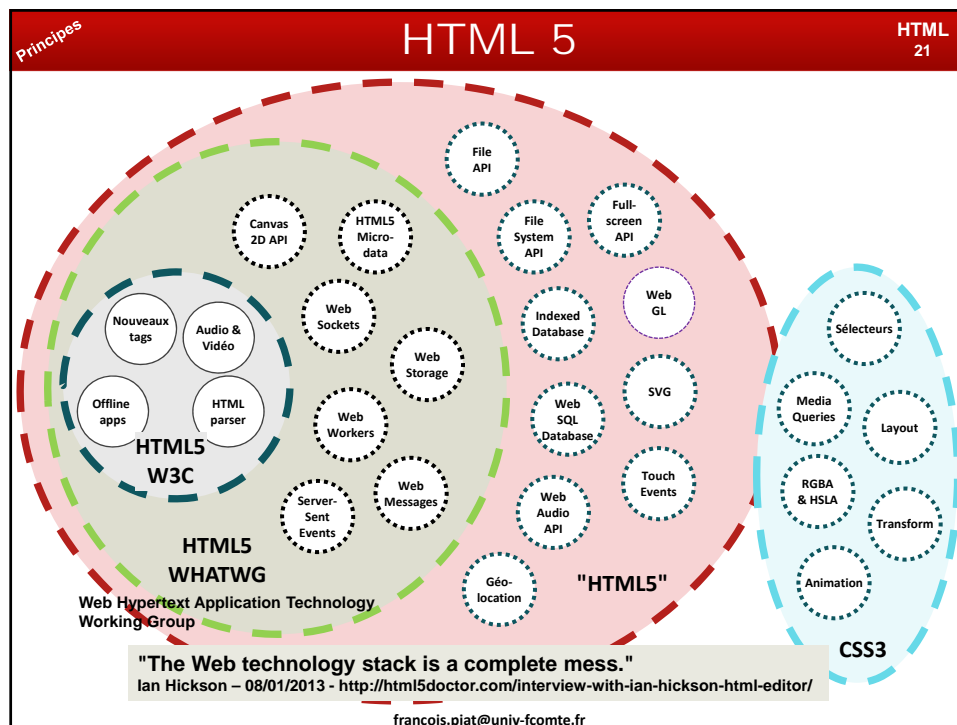 Principes
HTML 5
HTML
21
File
API
File
System
API
Full-
screen
API
Canvas
2D API
HTML5
Micro-
data
Web
Sockets
Indexed
Database
Web
GL
Nouveaux
tags
Audio &
Vidéo
Web
Storage
Sélecteurs
Offline
apps
HTML
parser
Web
Workers
Web
SQL
Database
SVG
Media
Queries
Layout
HTML5
W3C
Web
Messages
Touch
Events
RGBA
& HSLA
Server-
Sent
Events
Web
Audio
API
Transform
HTML5
WHATWG
Web Hypertext Application Technology
Working Group
Géo-
location
"HTML5"
Animation
CSS3
"The Web technology stack is a complete mess."
Ian Hickson – 08/01/2013 - http://html5doctor.com/interview-with-ian-hickson-html-editor/
francois.piat@univ-fcomte.fr